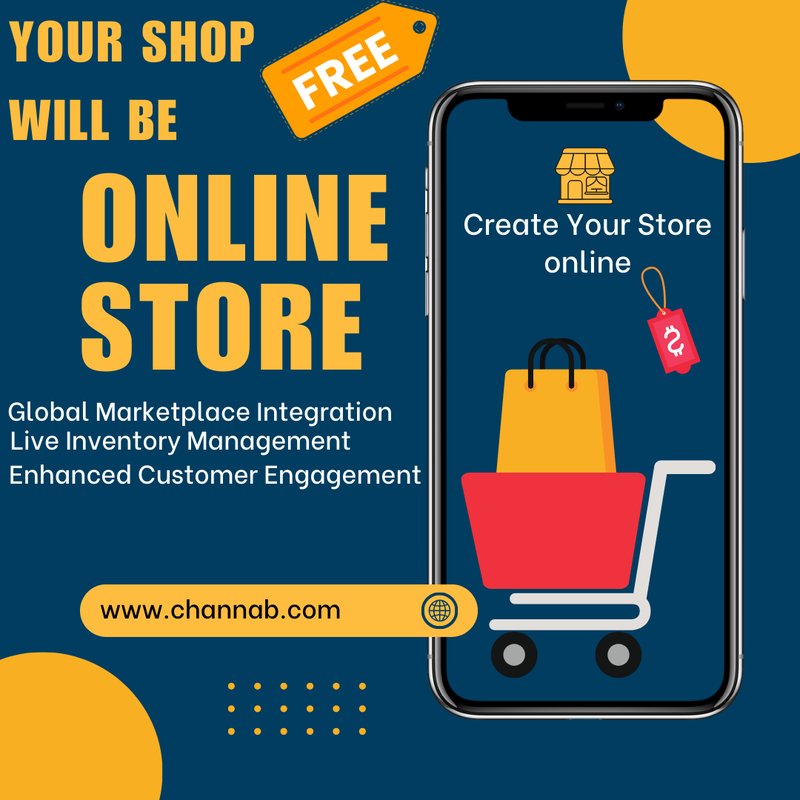 YOUR SHOP
FREE
WILL BE
ONLINE
STORE
Global Marketplace Integration
Live Inventory Management
Enhanced Customer Engagement
www.channab.com
Create Your Store
online